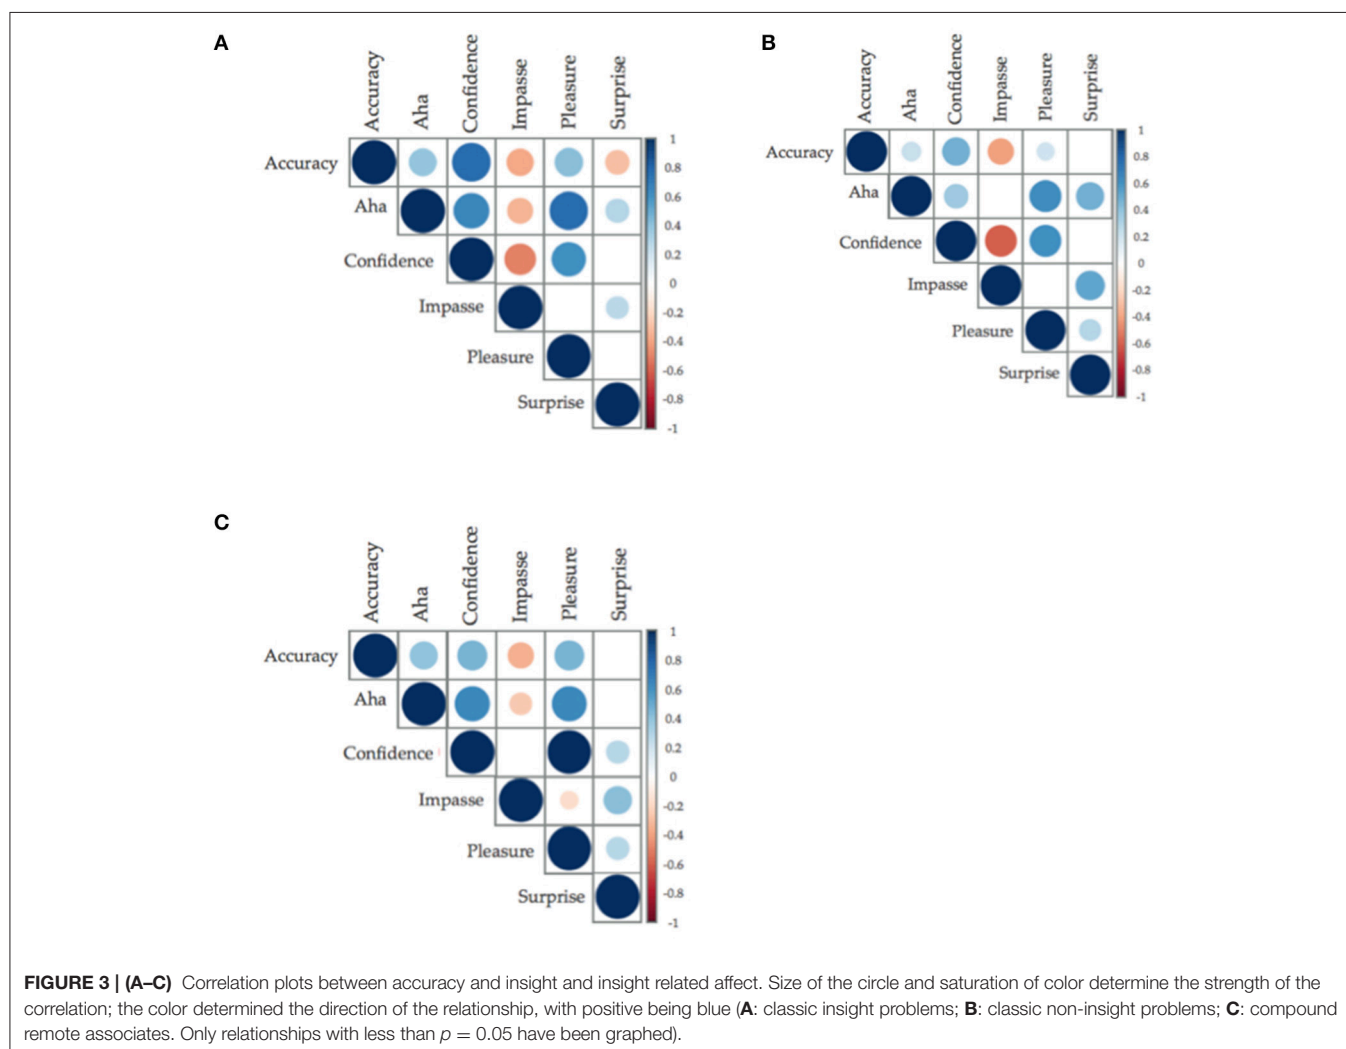 A
Accuracy
Aha
Confidence
Impasse
Pleasure
Surprise
Accuracy
Aha
Confidence
Impasse
Pleasure
Surprise
1
0.8
0.6
0.4
0.2
0
-0.2
-0.4
-0.6
-0.8
-1
B
Accuracy
Aha
Confidence
Impasse
Pleasure
Surprise
Accuracy
Aha
Confidence
Impasse
Pleasure
Surprise
1
0.8
0.6
0.4
0.2
0
-0.2
-0.4
-0.6
-0.8
-1
C
Accuracy
Aha
Confidence
Impasse
Pleasure
Surprise
Accuracy
Aha
Confidence
Impasse
Pleasure
Surprise
1
0.8
0.6
0.4
0.2
0
-0.2
-0.4
-0.6
-0.8
-1
FIGURE 3 | (A–C) Correlation plots between accuracy and insight and insight related affect. Size of the circle and saturation of color determine the strength of the
correlation; the color determined the direction of the relationship, with positive being blue (A: classic insight problems; B: classic non-insight problems; C: compound
remote associates. Only relationships with less than p = 0.05 have been graphed).